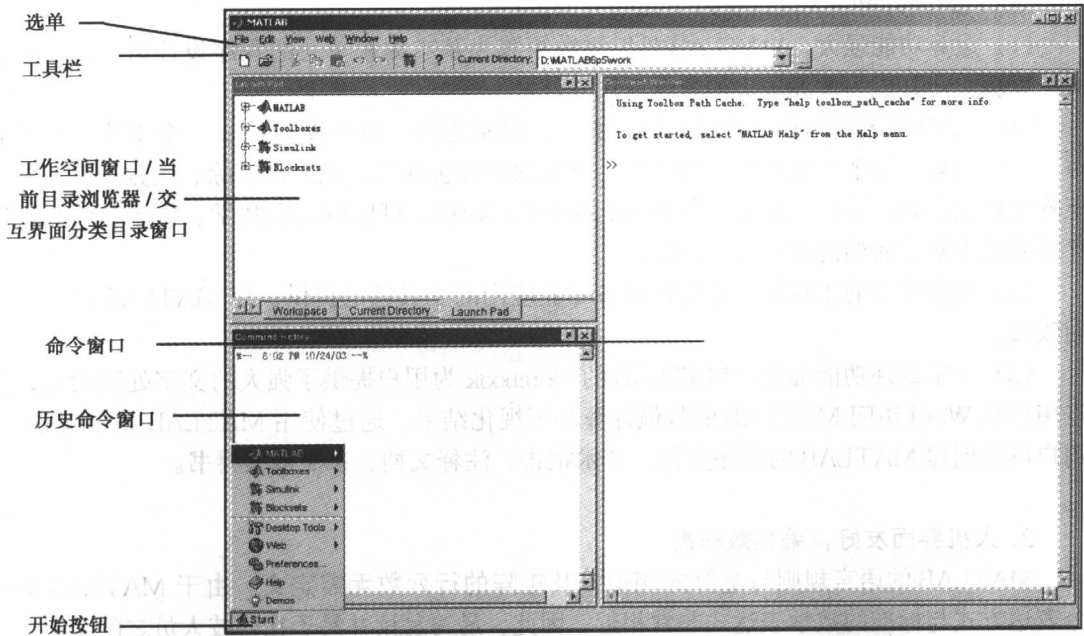 选单
工具栏
工作空间窗口 / 当
前目录浏览器 / 交
互界面分类目录窗口
命令窗口
历史命令窗口
开始按钮
MATLAB
File Edit View Web Window Help
? Current Directory: D:\MATLAB6p5\work
Launch Pad
MATLAB
Toolboxes
Simulink
Blocksets
Workspace Current Directory Launch Pad
Command History
%-- 6:02 PM 10/24/03 --%
MATLAB
Toolboxes
Simulink
Blocksets
Desktop Tools
Web
Preferences...
Help
Demos
Start
Using Toolbox Path Cache. Type "help toolbox_path_cache" for more info.
To get started, select "MATLAB Help" from the Help menu.
>>